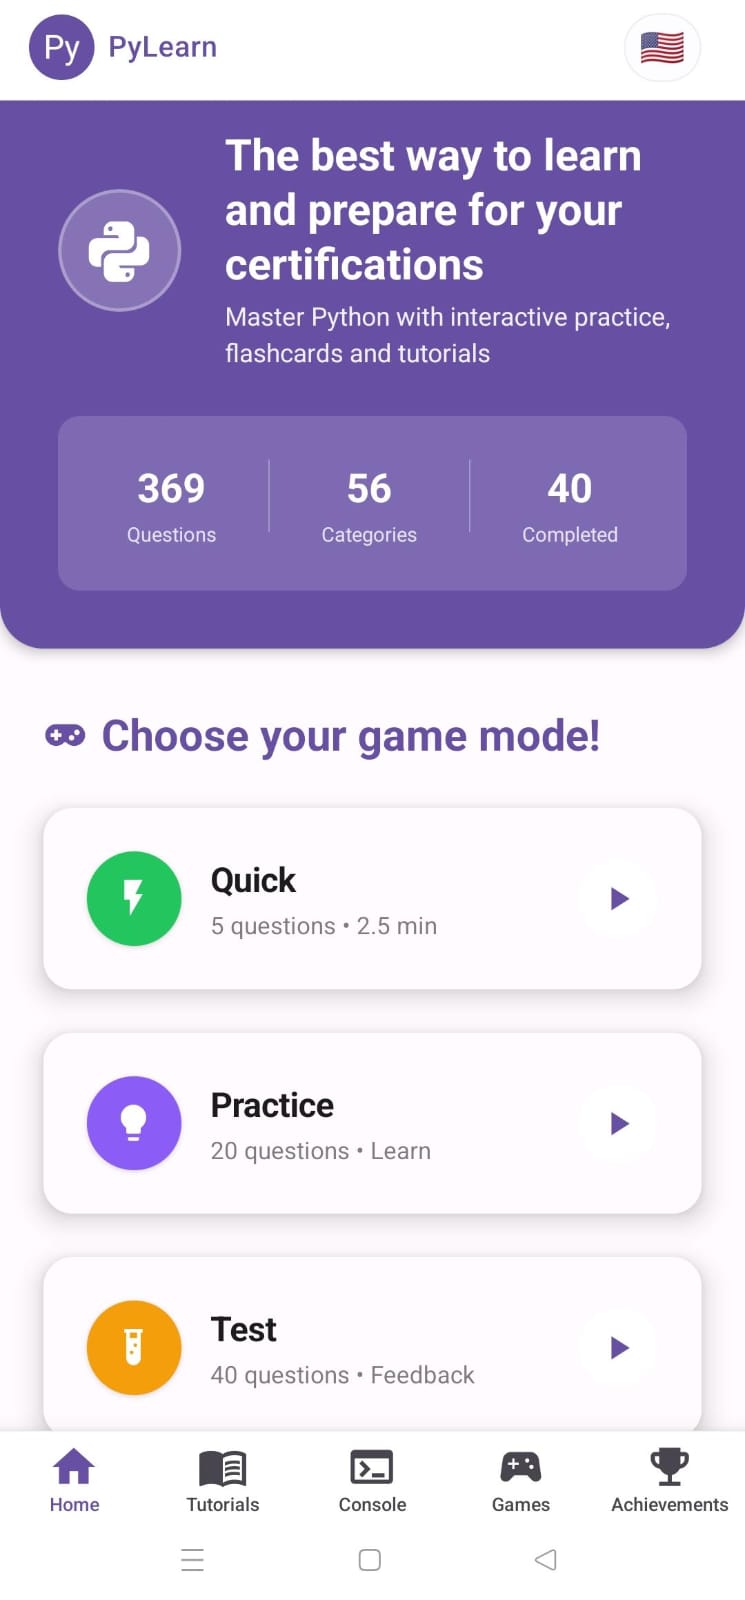 Py PyLearn
The best way to learn
and prepare for your
certifications
Master Python with interactive practice,
flashcards and tutorials
369 56 40
Questions Categories Completed
Choose your game mode!
Quick
5 questions • 2.5 min
Practice
20 questions • Learn
Test
40 questions • Feedback
Home Tutorials Console Games Achievements